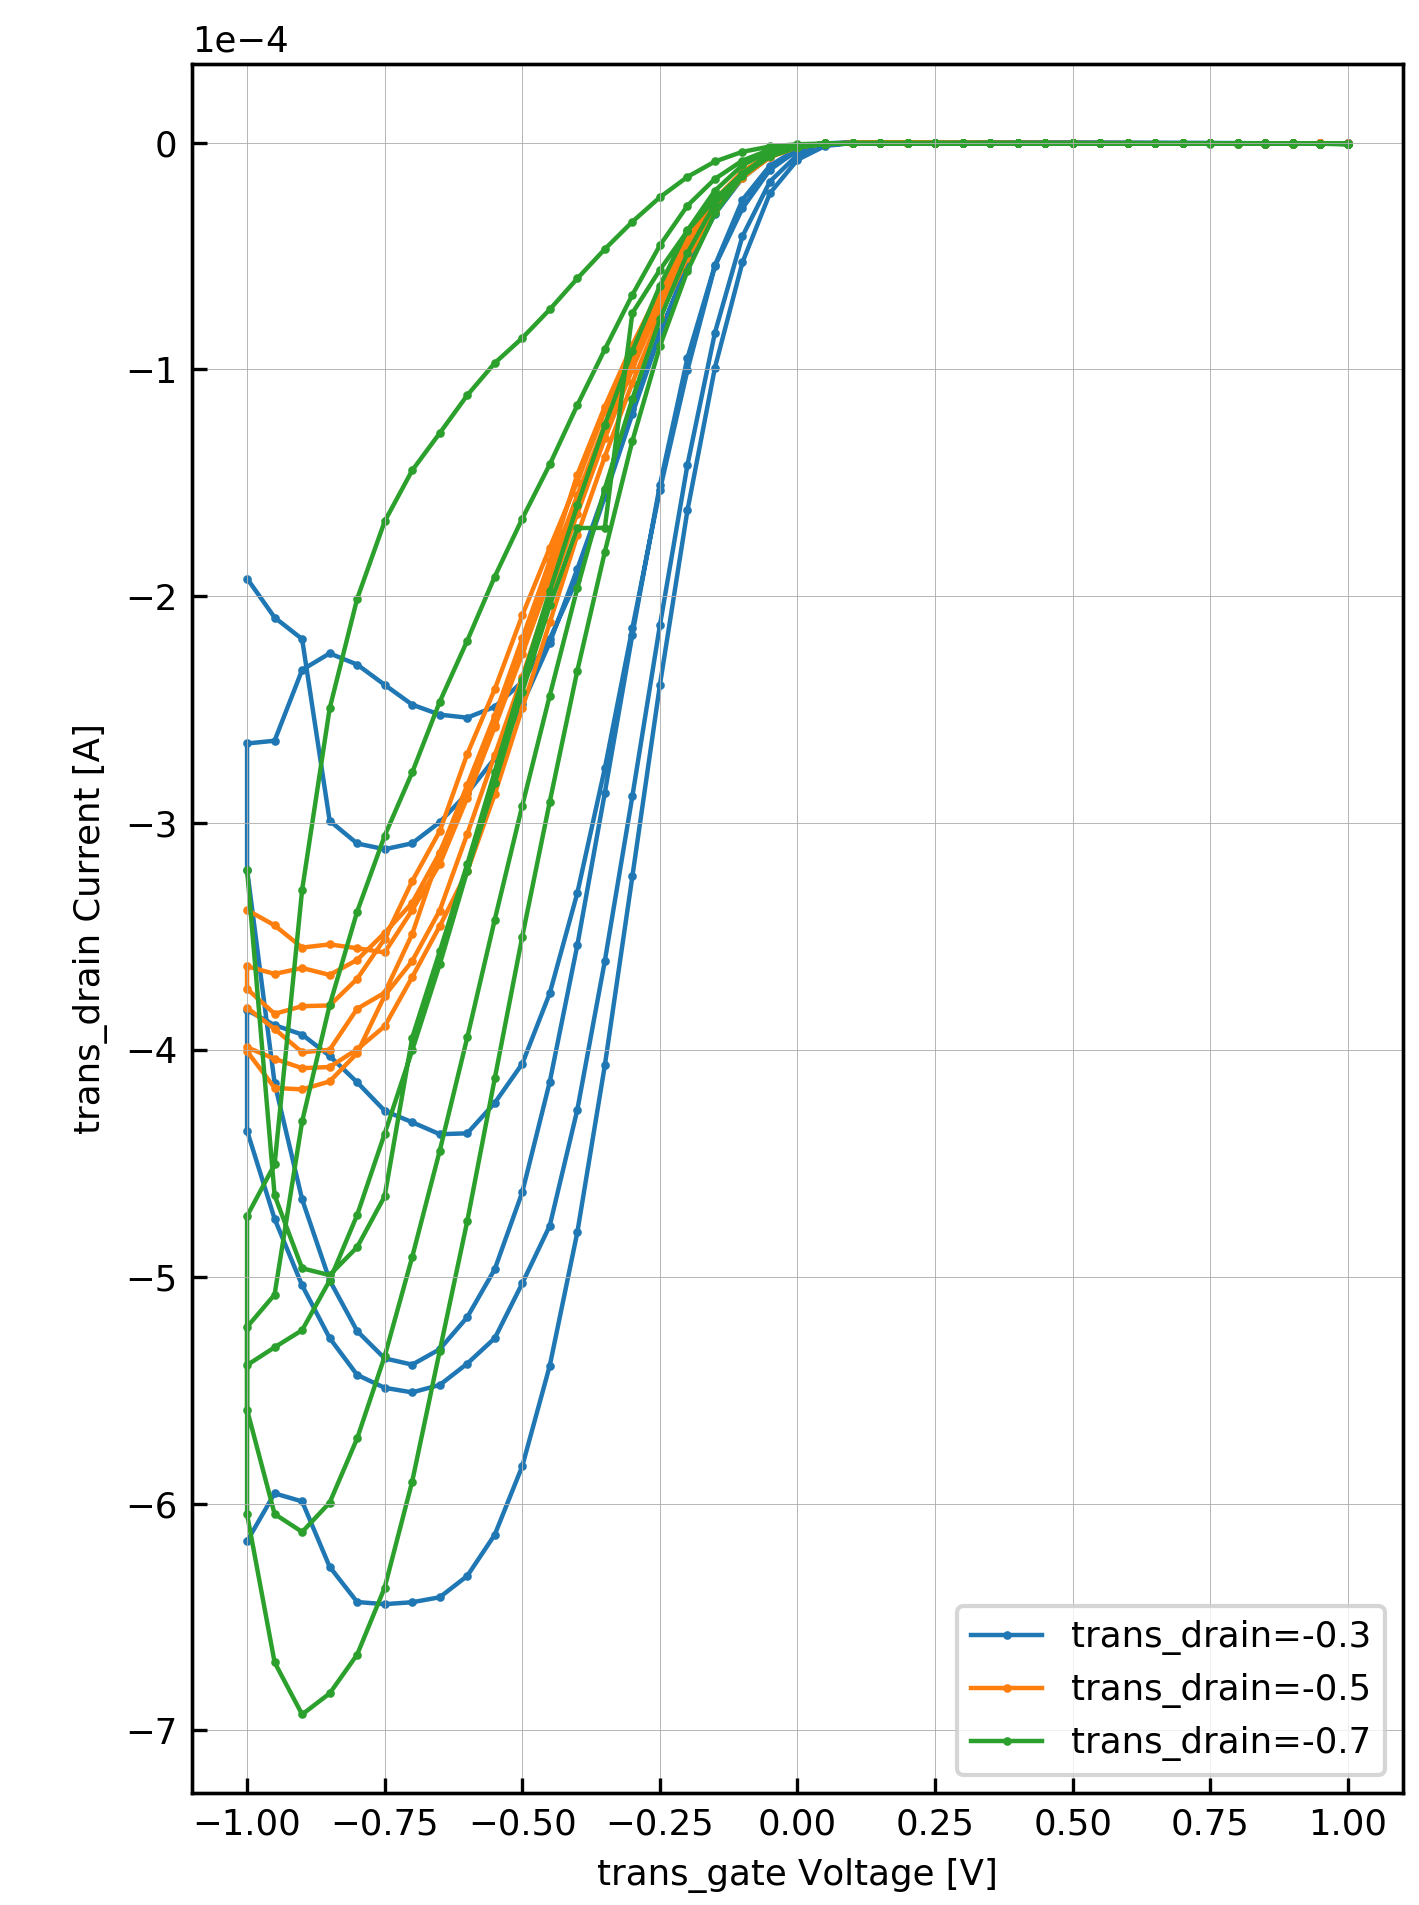 1e−4
0
−1
−2
−3
−4
−5
−6
−7
trans_drain Current [A]
trans_drain=-0.3
trans_drain=-0.5
trans_drain=-0.7
−1.00 −0.75 −0.50 −0.25 0.00 0.25 0.50 0.75 1.00
trans_gate Voltage [V]